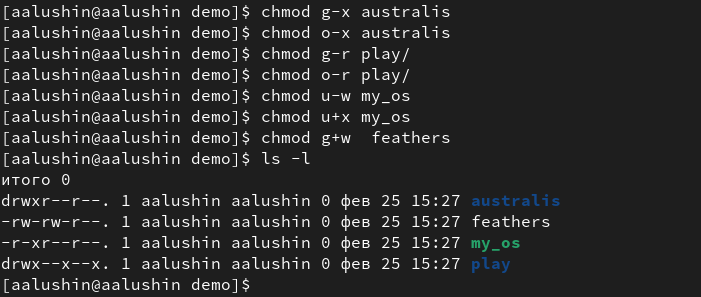 [aalushin@aalushin demo]$ chmod g-x australis
[aalushin@aalushin demo]$ chmod o-x australis
[aalushin@aalushin demo]$ chmod g-r play/
[aalushin@aalushin demo]$ chmod o-r play/
[aalushin@aalushin demo]$ chmod u-w my_os
[aalushin@aalushin demo]$ chmod u+x my_os
[aalushin@aalushin demo]$ chmod g+w  feathers
[aalushin@aalushin demo]$ ls -l
итого 0
drwxr--r--. 1 aalushin aalushin 0 фев 25 15:27 australis
-rw-rw-r--. 1 aalushin aalushin 0 фев 25 15:27 feathers
-r-xr--r--. 1 aalushin aalushin 0 фев 25 15:27 my_os
drwx--x--x. 1 aalushin aalushin 0 фев 25 15:27 play
[aalushin@aalushin demo]$